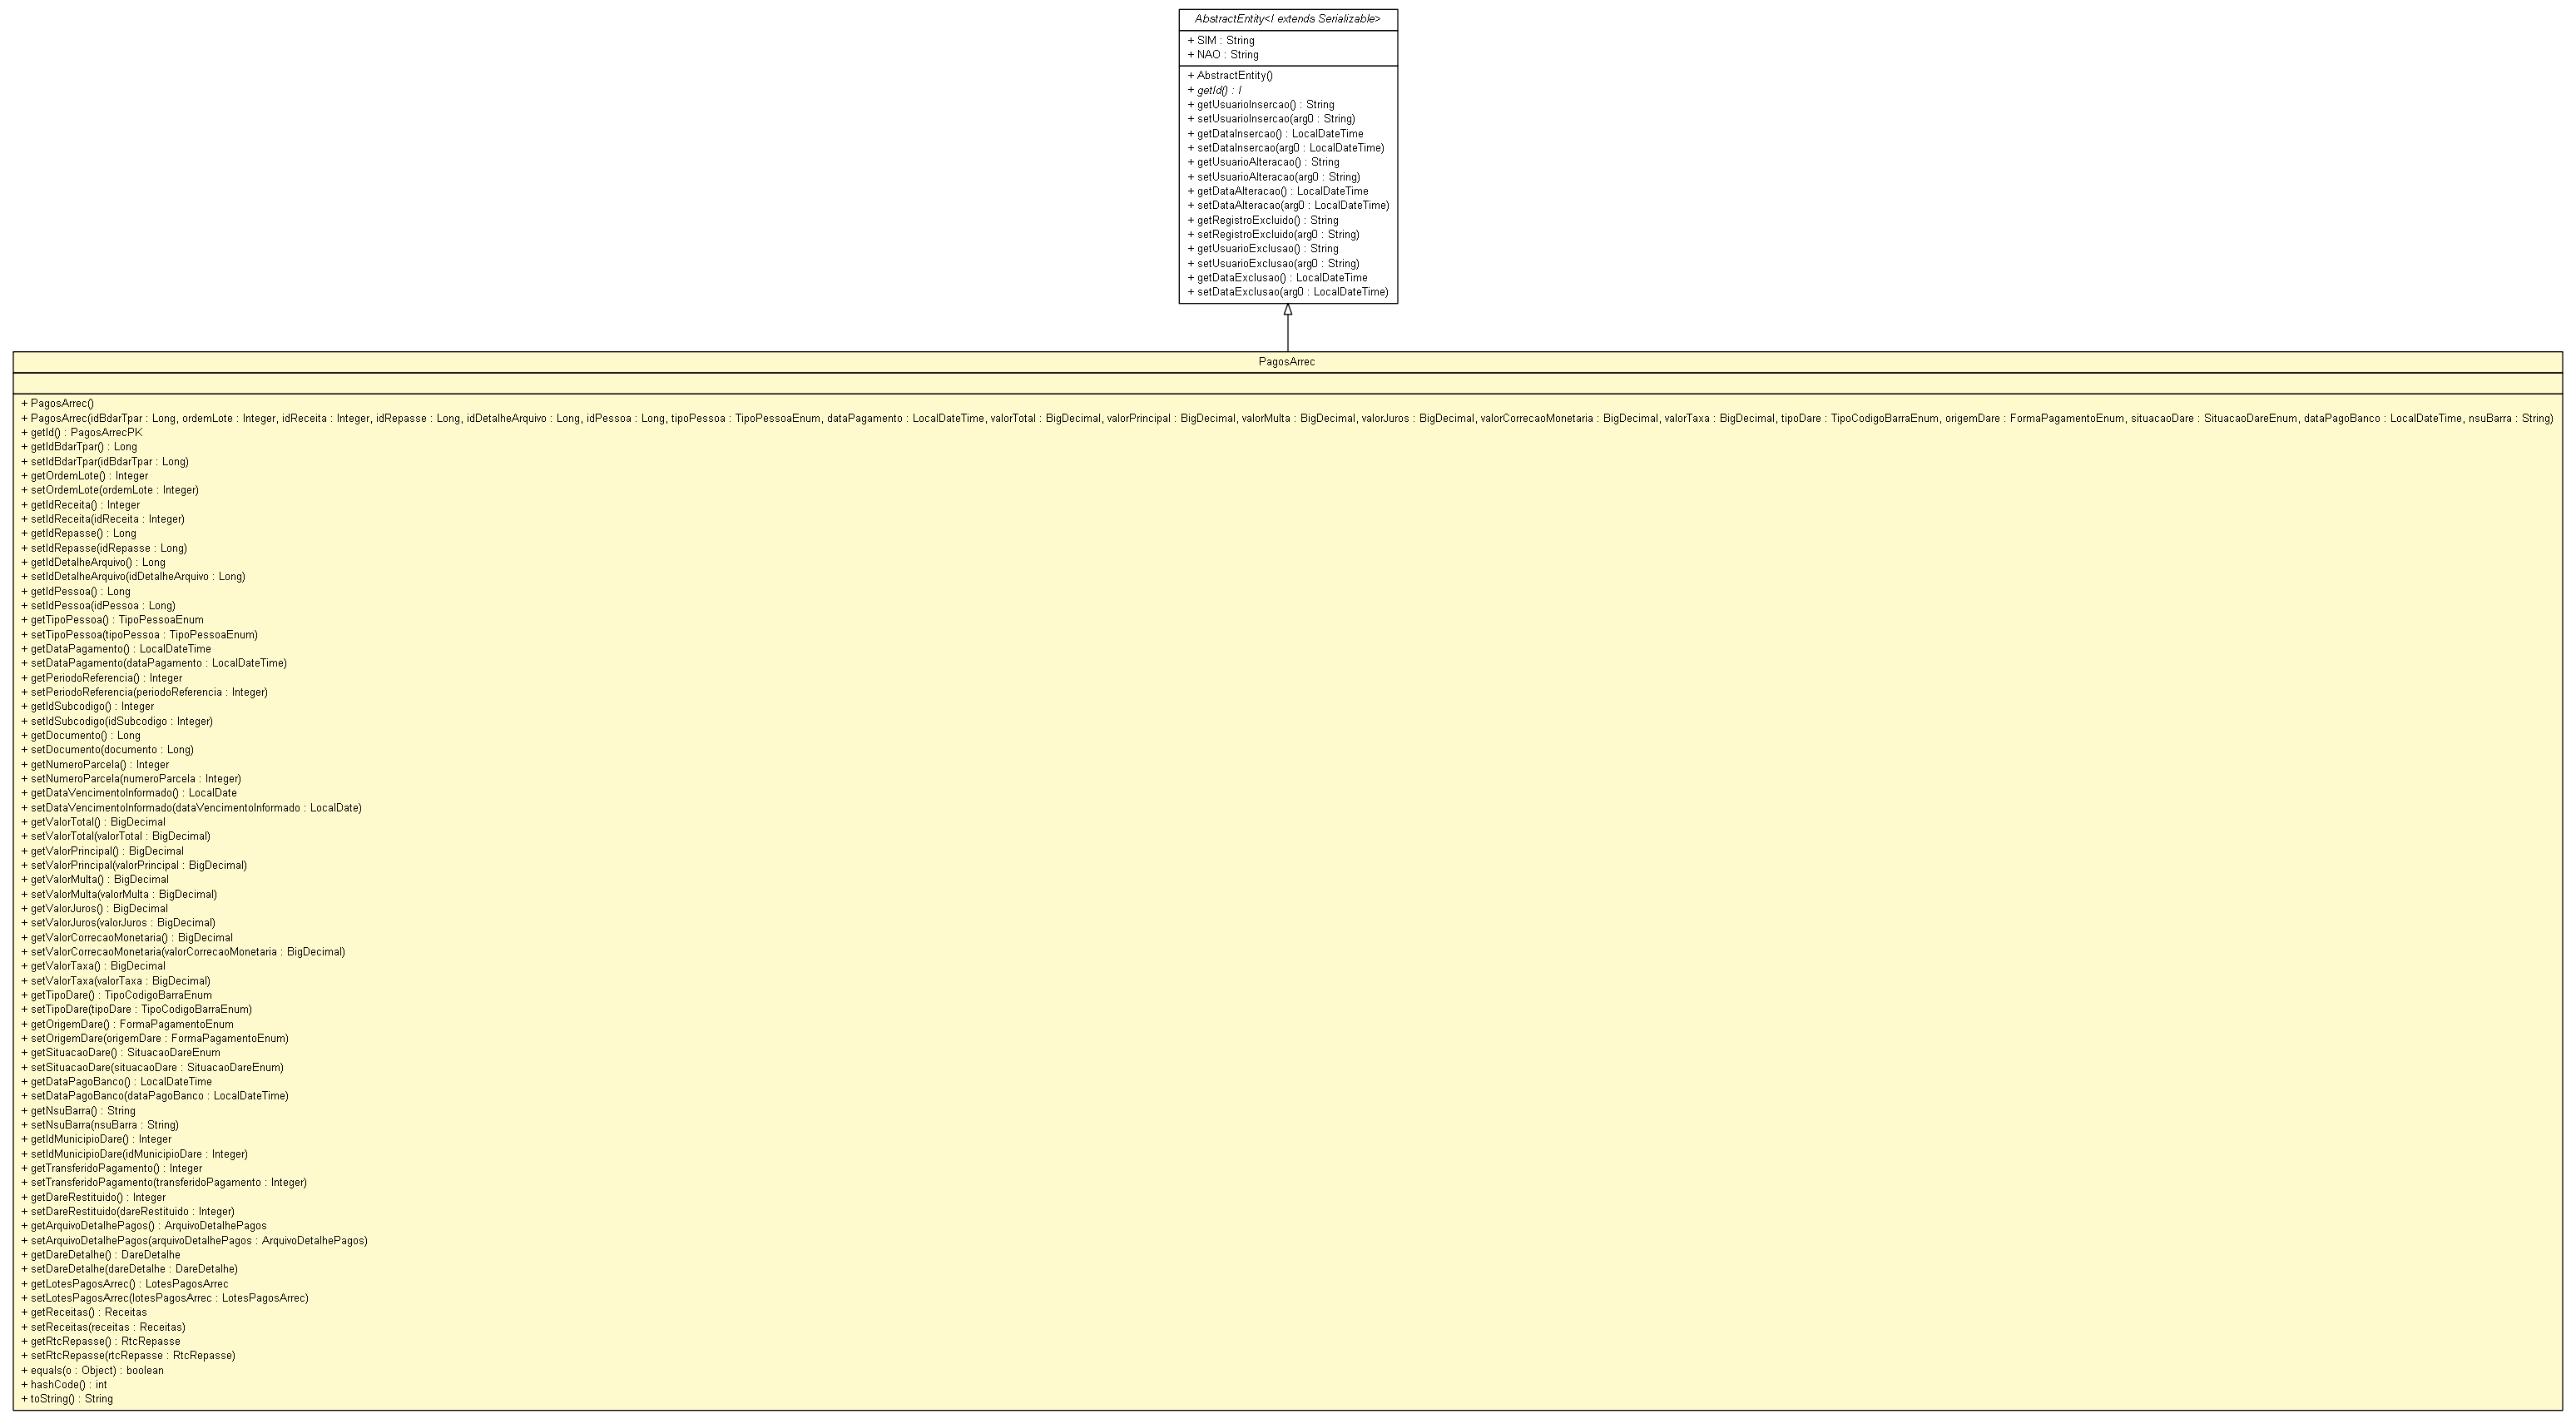 AbstractEntity<I extends Serializable>
+ SIM : String
+ NAO : String
+ AbstractEntity()
+ getId() : I
+ getUsuarioInsercao() : String
+ setUsuarioInsercao(arg0 : String)
+ getDataInsercao() : LocalDateTime
+ setDataInsercao(arg0 : LocalDateTime)
+ getUsuarioAlteracao() : String
+ setUsuarioAlteracao(arg0 : String)
+ getDataAlteracao() : LocalDateTime
+ setDataAlteracao(arg0 : LocalDateTime)
+ getRegistroExcluido() : String
+ setRegistroExcluido(arg0 : String)
+ getUsuarioExclusao() : String
+ setUsuarioExclusao(arg0 : String)
+ getDataExclusao() : LocalDateTime
+ setDataExclusao(arg0 : LocalDateTime)
PagosArrec
+ PagosArrec()
+ PagosArrec(idBdarTpar : Long, ordemLote : Integer, idReceita : Integer, idRepasse : Long, idDetalheArquivo : Long, idPessoa : Long, tipoPessoa : TipoPessoaEnum, dataPagamento : LocalDateTime, valorTotal : BigDecimal, valorPrincipal : BigDecimal, valorMulta : BigDecimal, valorJuros : BigDecimal, valorCorrecaoMonetaria : BigDecimal, valorTaxa : BigDecimal, tipoDare : TipoCodigoBarraEnum, origemDare : FormaPagamentoEnum, situacaoDare : SituacaoDareEnum, dataPagoBanco : LocalDateTime, nsuBarra : String)
+ getId() : PagosArrecPK
+ getIdBdarTpar() : Long
+ setIdBdarTpar(idBdarTpar : Long)
+ getOrdemLote() : Integer
+ setOrdemLote(ordemLote : Integer)
+ getIdReceita() : Integer
+ setIdReceita(idReceita : Integer)
+ getIdRepasse() : Long
+ setIdRepasse(idRepasse : Long)
+ getIdDetalheArquivo() : Long
+ setIdDetalheArquivo(idDetalheArquivo : Long)
+ getIdPessoa() : Long
+ setIdPessoa(idPessoa : Long)
+ getTipoPessoa() : TipoPessoaEnum
+ setTipoPessoa(tipoPessoa : TipoPessoaEnum)
+ getDataPagamento() : LocalDateTime
+ setDataPagamento(dataPagamento : LocalDateTime)
+ getPeriodoReferencia() : Integer
+ setPeriodoReferencia(periodoReferencia : Integer)
+ getIdSubcodigo() : Integer
+ setIdSubcodigo(idSubcodigo : Integer)
+ getDocumento() : Long
+ setDocumento(documento : Long)
+ getNumeroParcela() : Integer
+ setNumeroParcela(numeroParcela : Integer)
+ getDataVencimentoInformado() : LocalDate
+ setDataVencimentoInformado(dataVencimentoInformado : LocalDate)
+ getValorTotal() : BigDecimal
+ setValorTotal(valorTotal : BigDecimal)
+ getValorPrincipal() : BigDecimal
+ setValorPrincipal(valorPrincipal : BigDecimal)
+ getValorMulta() : BigDecimal
+ setValorMulta(valorMulta : BigDecimal)
+ getValorJuros() : BigDecimal
+ setValorJuros(valorJuros : BigDecimal)
+ getValorCorrecaoMonetaria() : BigDecimal
+ setValorCorrecaoMonetaria(valorCorrecaoMonetaria : BigDecimal)
+ getValorTaxa() : BigDecimal
+ setValorTaxa(valorTaxa : BigDecimal)
+ getTipoDare() : TipoCodigoBarraEnum
+ setTipoDare(tipoDare : TipoCodigoBarraEnum)
+ getOrigemDare() : FormaPagamentoEnum
+ setOrigemDare(origemDare : FormaPagamentoEnum)
+ getSituacaoDare() : SituacaoDareEnum
+ setSituacaoDare(situacaoDare : SituacaoDareEnum)
+ getDataPagoBanco() : LocalDateTime
+ setDataPagoBanco(dataPagoBanco : LocalDateTime)
+ getNsuBarra() : String
+ setNsuBarra(nsuBarra : String)
+ getIdMunicipioDare() : Integer
+ setIdMunicipioDare(idMunicipioDare : Integer)
+ getTransferidoPagamento() : Integer
+ setTransferidoPagamento(transferidoPagamento : Integer)
+ getDareRestituido() : Integer
+ setDareRestituido(dareRestituido : Integer)
+ getArquivoDetalhePagos() : ArquivoDetalhePagos
+ setArquivoDetalhePagos(arquivoDetalhePagos : ArquivoDetalhePagos)
+ getDareDetalhe() : DareDetalhe
+ setDareDetalhe(dareDetalhe : DareDetalhe)
+ getLotesPagosArrec() : LotesPagosArrec
+ setLotesPagosArrec(lotesPagosArrec : LotesPagosArrec)
+ getReceitas() : Receitas
+ setReceitas(receitas : Receitas)
+ getRtcRepasse() : RtcRepasse
+ setRtcRepasse(rtcRepasse : RtcRepasse)
+ equals(o : Object) : boolean
+ hashCode() : int
+ toString() : String